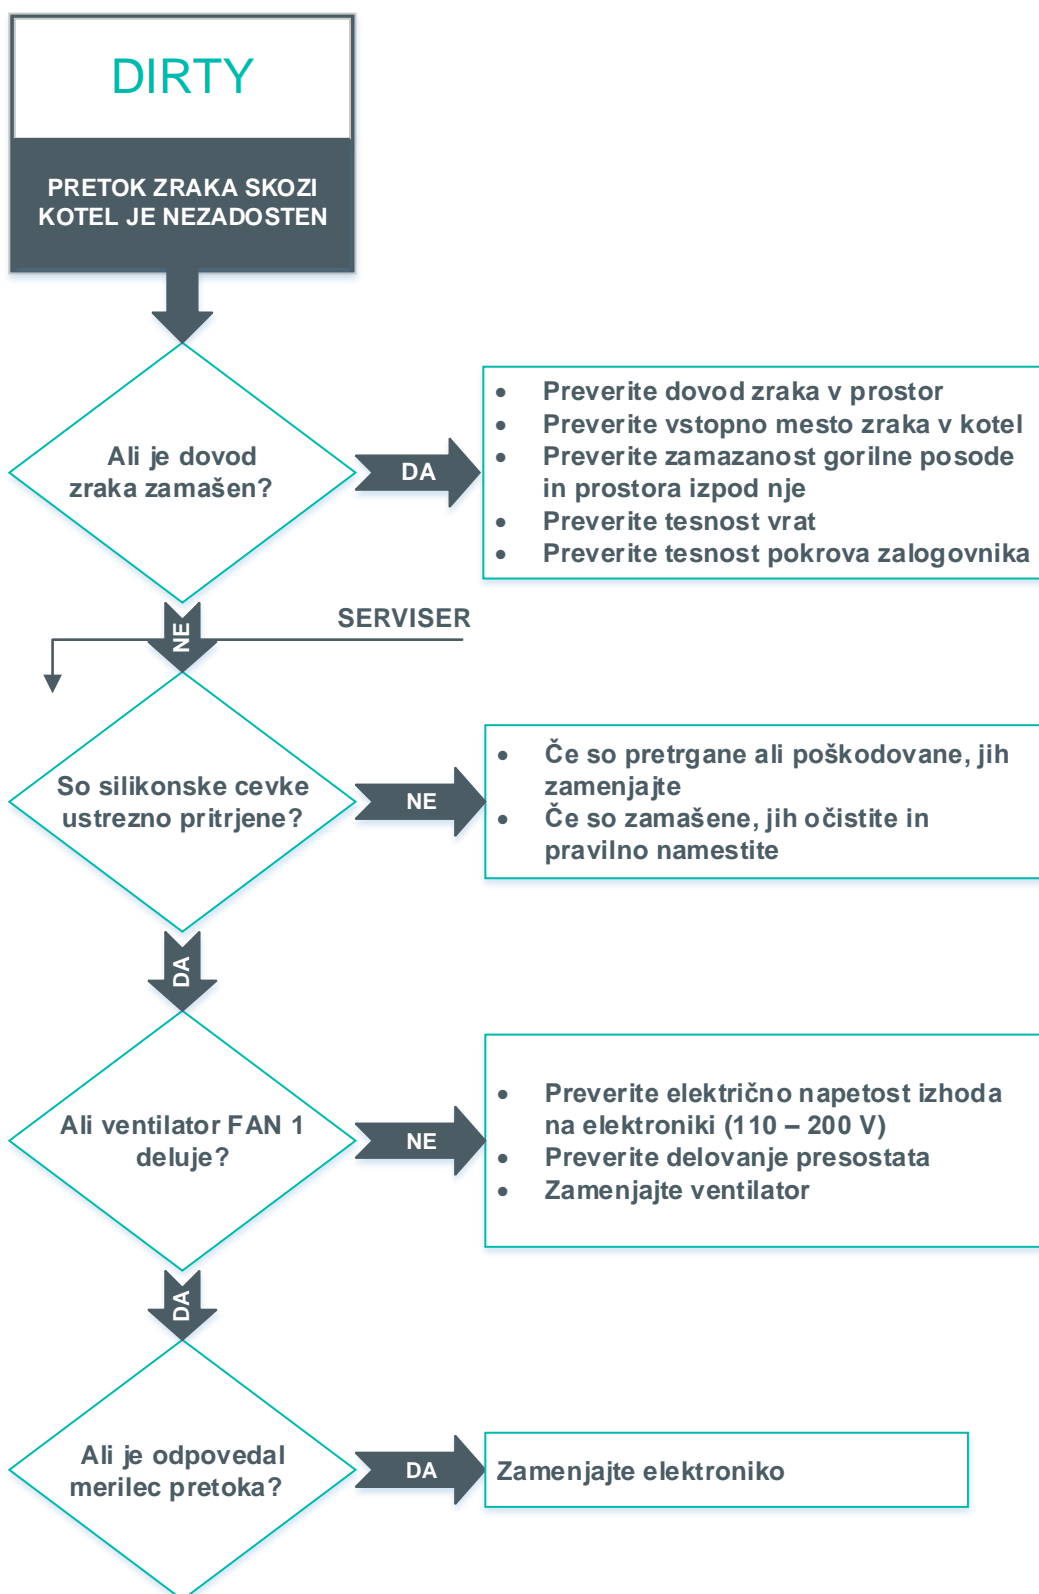 DIRTY
PRETOK ZRAKA SKOZI
KOTEL JE NEZADOSTEN
Ali je dovod
zraka zamašen?
DA
• Preverite dovod zraka v prostor
• Preverite vstopno mesto zraka v kotel
• Preverite zamazanost gorilne posode
in prostora izpod nje
• Preverite tesnost vrat
• Preverite tesnost pokrova zalogovnika
NE
SERVISER
So silikonske cevke
ustrezno pritrjene?
NE
• Če so pretrgane ali poškodovane, jih
zamenjajte
• Če so zamašene, jih očistite in
pravilno namestite
DA
Ali ventilator FAN 1
deluje?
NE
• Preverite električno napetost izhoda
na elektroniki (110 – 200 V)
• Preverite delovanje presostata
• Zamenjajte ventilator
DA
Ali je odpovedal
merilec pretoka?
DA
Zamenjajte elektroniko